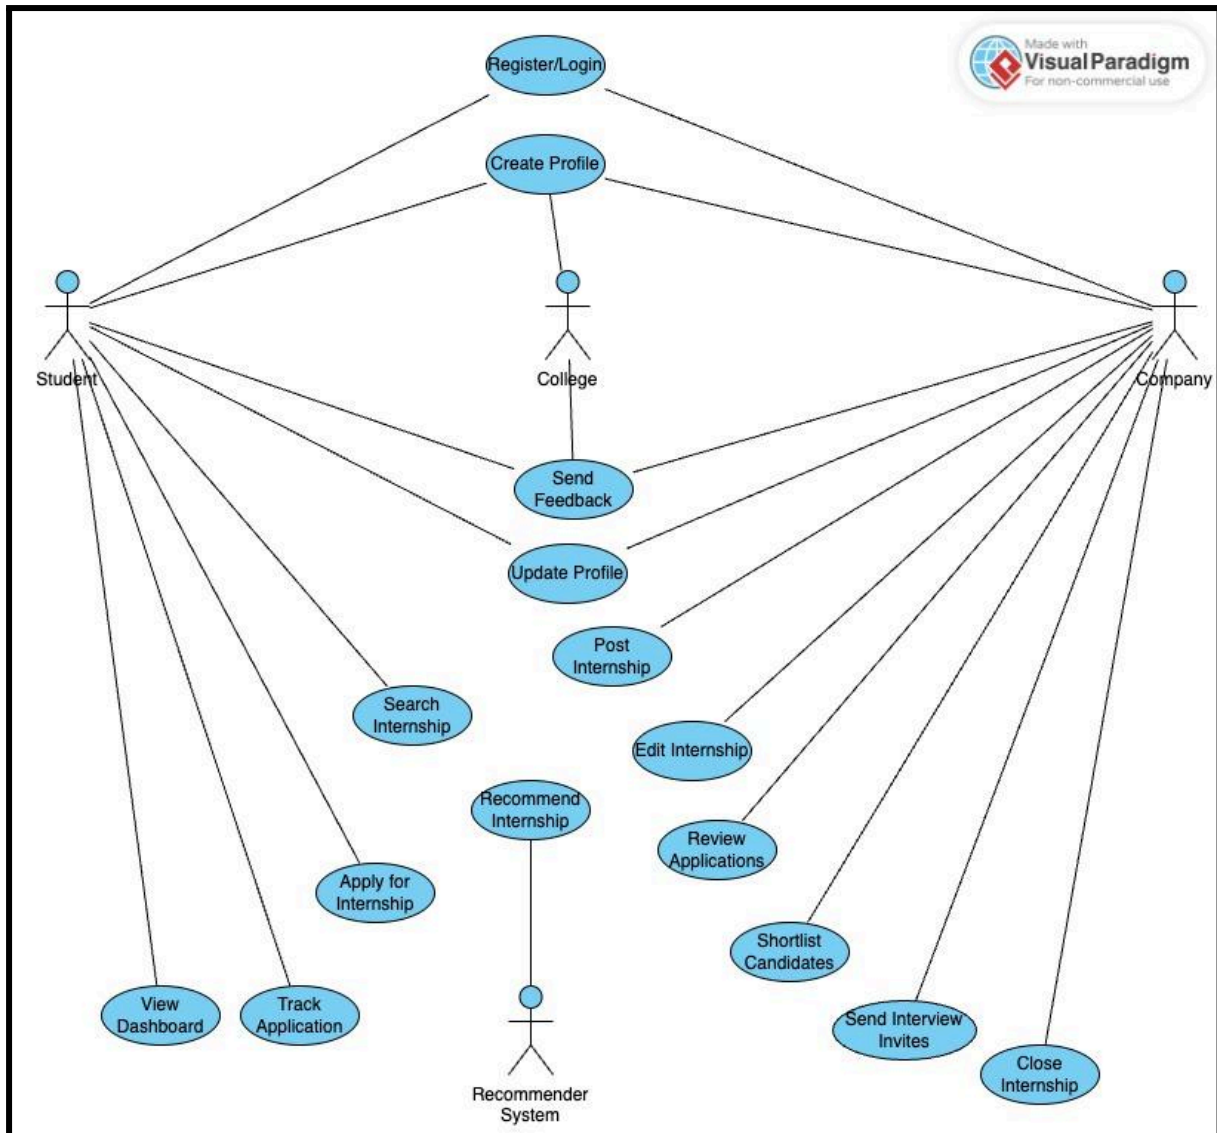 Made with
Visual Paradigm
For non-commercial use
Register/Login
Create Profile
Student
College
Company
Send
Feedback
Update Profile
Post
Internship
Search
Internship
Edit Internship
Recommend
Internship
Review
Applications
Apply for
Internship
Shortlist
Candidates
View
Dashboard
Track
Application
Send Interview
Invites
Close
Internship
Recommender
System